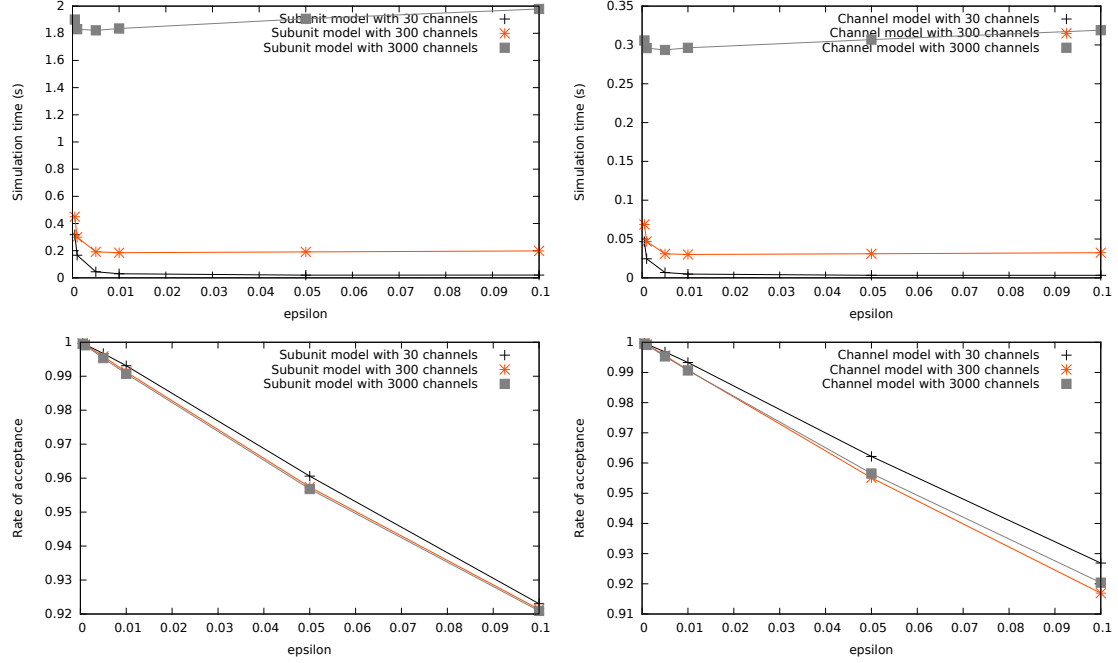 2
1.8
1.6
1.4
1.2
1
0.8
0.6
0.4
0.2
0
Simulation time (s)
0 0.01 0.02 0.03 0.04 0.05 0.06 0.07 0.08 0.09 0.1
epsilon
Subunit model with 30 channels
Subunit model with 300 channels
Subunit model with 3000 channels
0.35
0.3
0.25
0.2
0.15
0.1
0.05
0
Simulation time (s)
0 0.01 0.02 0.03 0.04 0.05 0.06 0.07 0.08 0.09 0.1
epsilon
Channel model with 30 channels
Channel model with 300 channels
Channel model with 3000 channels
1
0.99
0.98
0.97
0.96
0.95
0.94
0.93
0.92
Rate of acceptance
0 0.01 0.02 0.03 0.04 0.05 0.06 0.07 0.08 0.09 0.1
epsilon
Subunit model with 30 channels
Subunit model with 300 channels
Subunit model with 3000 channels
1
0.99
0.98
0.97
0.96
0.95
0.94
0.93
0.92
0.91
Rate of acceptance
0 0.01 0.02 0.03 0.04 0.05 0.06 0.07 0.08 0.09 0.1
epsilon
Channel model with 30 channels
Channel model with 300 channels
Channel model with 3000 channels